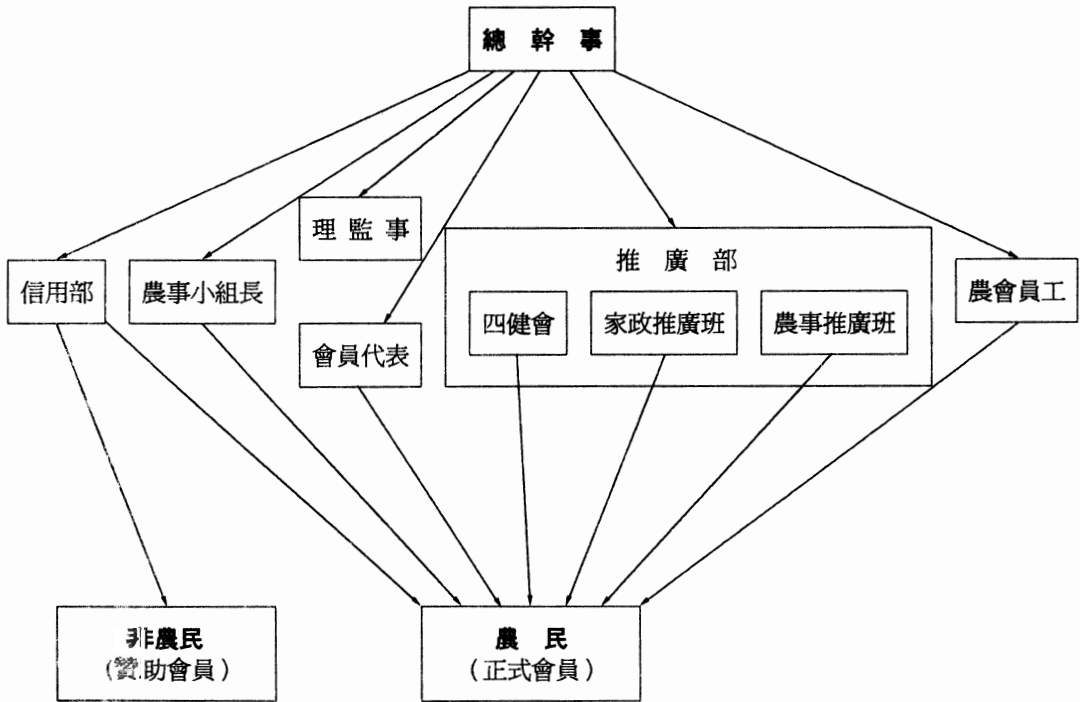 總幹事
理監事
推廣部
信用部
農事小組長
農會員工
四健會
家政推廣班
農事推廣班
會員代表
非農民
(贊助會員)
農民
(正式會員)